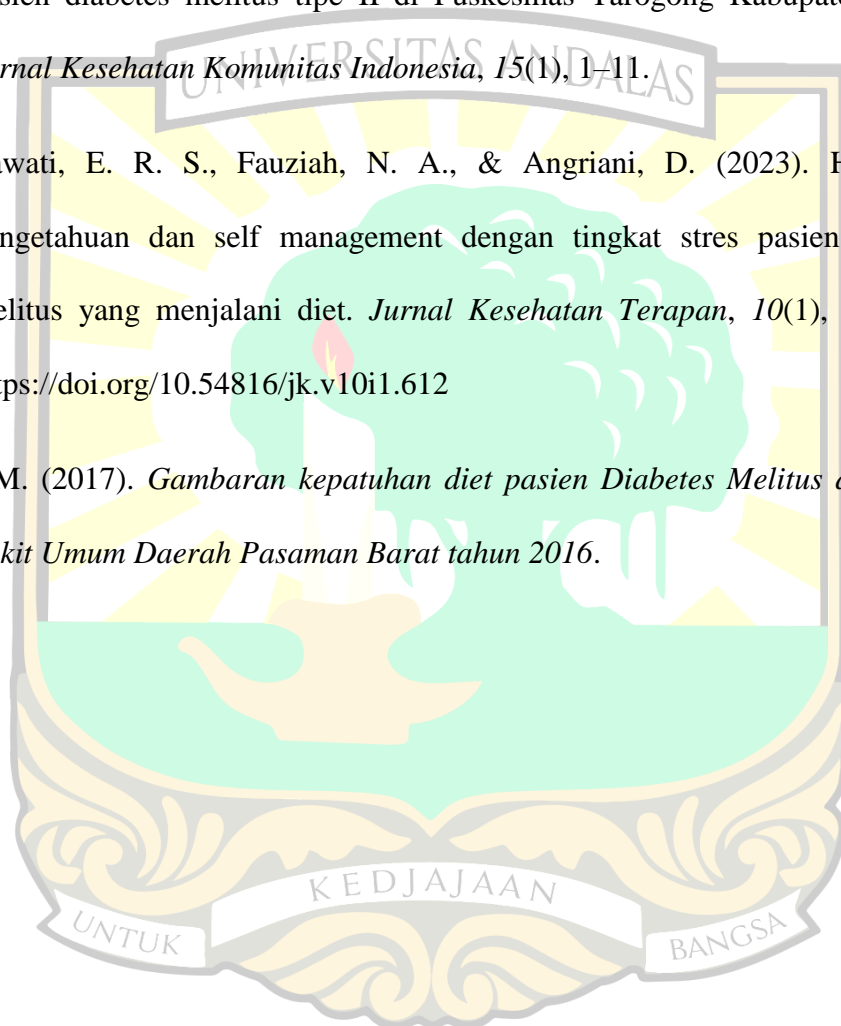 sien diabetes melitus tipe II di Puskesmas Tarogong Kabupate
rnal Kesehatan Komunitas Indonesia, 15(1), 1–11.
UNIVERSITAS ANDALAS
awati, E. R. S., Fauziah, N. A., & Angriani, D. (2023). H
ngetahuan dan self management dengan tingkat stres pasien
elitus yang menjalani diet. Jurnal Kesehatan Terapan, 10(1),
tps://doi.org/10.54816/jk.v10i1.612
M. (2017). Gambaran kepatuhan diet pasien Diabetes Melitus d
kit Umum Daerah Pasaman Barat tahun 2016.
KEDJAJAAN
UNTUK
BANGSA